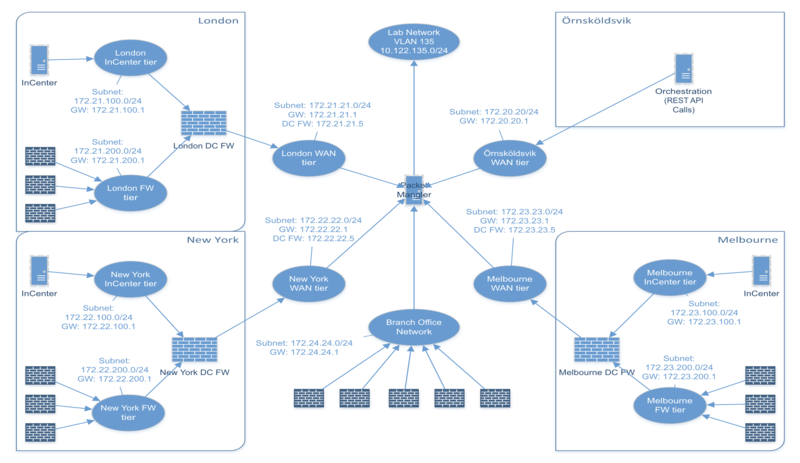 London
London
InCenter tier
InCenter
Subnet:
172.21.100.0/24
GW: 172.21.100.1
London DC FW
Subnet:
172.21.200.0/24
GW: 172.21.200.1
London FW
tier
Lab Network
VLAN 135
10.122.135.0/24
Subnet: 172.21.21.0/24
GW: 172.21.21.1
DC FW: 172.21.21.5
London WAN
tier
Subnet: 172.20.20/24
GW: 172.20.20.1
Örnsköldsvik
WAN tier
Örnsköldsvik
Orchestration
(REST API
Calls)
Packet
Mangler
New York
New York
InCenter tier
InCenter
Subnet:
172.22.100.0/24
GW: 172.22.100.1
New York DC FW
Subnet:
172.22.200.0/24
GW: 172.22.200.1
New York FW
tier
Subnet: 172.22.22.0/24
GW: 172.22.22.1
DC FW: 172.22.22.5
New York
WAN tier
Subnet: 172.23.23.0/24
GW: 172.23.23.1
DC FW: 172.23.23.5
Melbourne
WAN tier
Branch Office
Network
Subnet: 172.24.24.0/24
GW: 172.24.24.1
Melbourne
Melbourne
InCenter tier
InCenter
Subnet:
172.23.100.0/24
GW: 172.23.100.1
Melbourne DC FW
Subnet:
172.23.200.0/24
GW: 172.23.200.1
Melbourne
FW tier